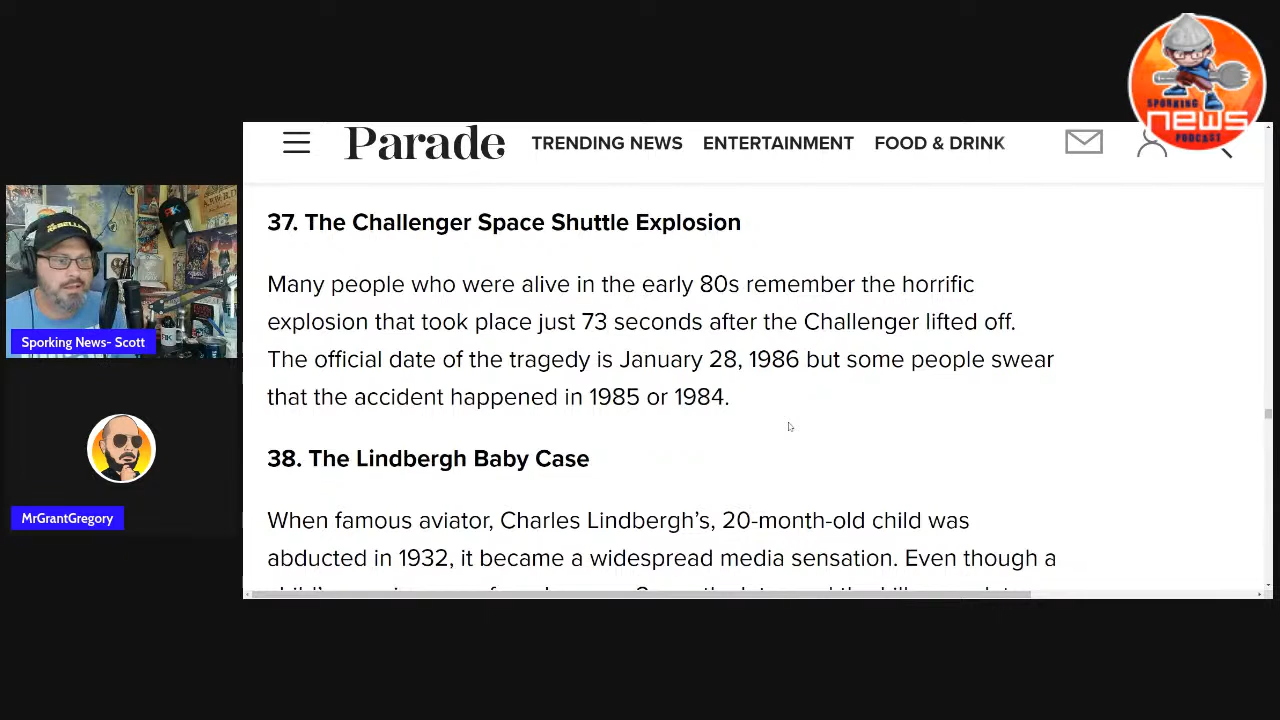 SPORKING
news
PODCAST
Parade
TRENDING NEWS
ENTERTAINMENT
FOOD & DRINK
37. The Challenger Space Shuttle Explosion
Many people who were alive in the early 80s remember the horrific
explosion that took place just 73 seconds after the Challenger lifted off.
The official date of the tragedy is January 28, 1986 but some people swear
that the accident happened in 1985 or 1984.
38. The Lindbergh Baby Case
When famous aviator, Charles Lindbergh's, 20-month-old child was
abducted in 1932, it became a widespread media sensation. Even though a
Sporking News- Scott
MrGrantGregory